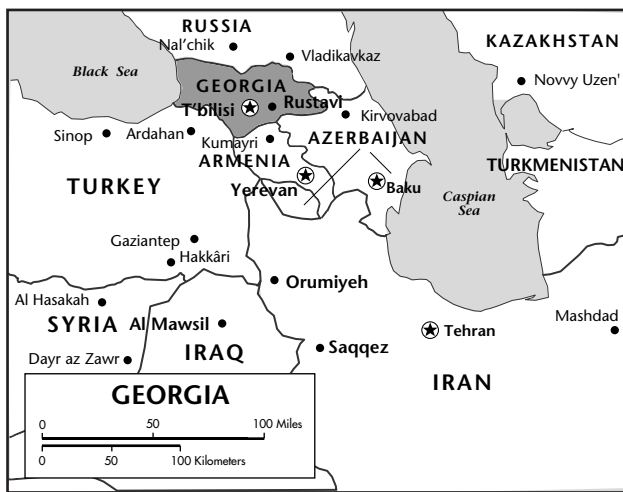 RUSSIA
Nal'chik
Vladikavkaz
KAZAKHSTAN
Black Sea
Novvy Uzen'
GEORGIA
T'bilisi
Rustavi
Kirvovabad
Sinop
Ardahan
Kumayri
AZERBAIJAN
ARMENIA
TURKMENISTAN
TURKEY
Yerevan
Baku
Caspian
Sea
Gaziantep
Hakkâri
Orumiyeh
Al Hasakah
SYRIA
Al Mawsil
Tehran
Mashdad
Dayr az Zawr
IRAQ
Saqqez
IRAN
GEORGIA
0 50 100 Miles
0 50 100 Kilometers